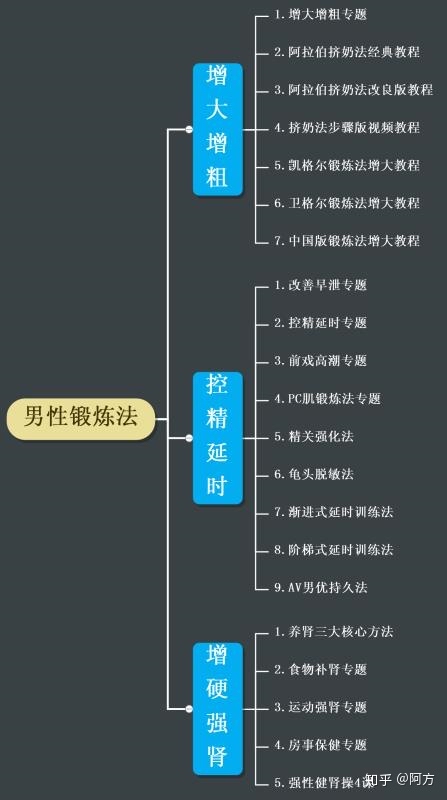 男性锻炼法
增大增粗
1.增大增粗专题
2.阿拉伯挤奶法经典教程
3.阿拉伯挤奶法改良版教程
4.挤奶法步骤版视频教程
5.凯格尔锻炼法增大教程
6.卫格尔锻炼法增大教程
7.中国版锻炼法增大教程
控精延时
1.改善早泄专题
2.控精延时专题
3.前戏高潮专题
4.PC肌锻炼法专题
5.精关强化法
6.龟头脱敏法
7.渐进式延时训练法
8.阶梯式延时训练法
9.AV男优持久法
增硬强肾
1.养肾三大核心方法
2.食物补肾专题
3.运动强肾专题
4.房事保健专题
5.强性健肾操4课
知乎 @阿方